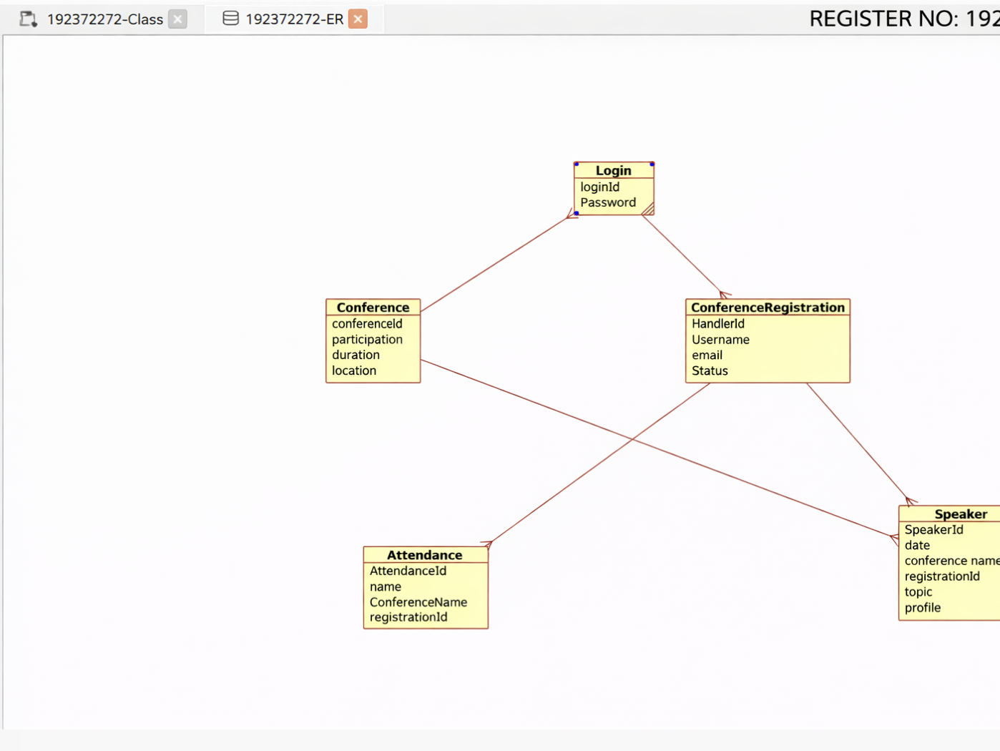 192372272-Class
192372272-ER
REGISTER NO: 192
Login
loginId
Password
Conference
conferenceId
participation
duration
location
ConferenceRegistration
HandlerId
Username
email
Status
Attendance
AttendanceId
name
ConferenceName
registrationId
Speaker
SpeakerId
date
conference name
registrationId
topic
profile